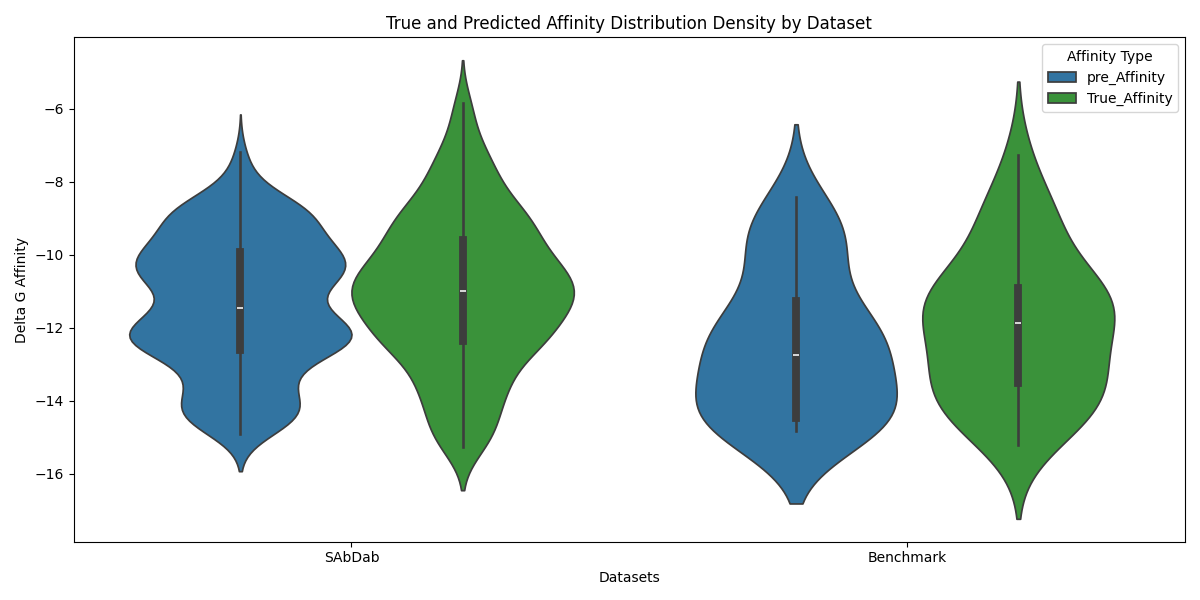 True and Predicted Affinity Distribution Density by Dataset
Affinity Type
pre_Affinity
True_Affinity
−6
−8
−10
−12
−14
−16
Delta G Affinity
SAbDab
Benchmark
Datasets